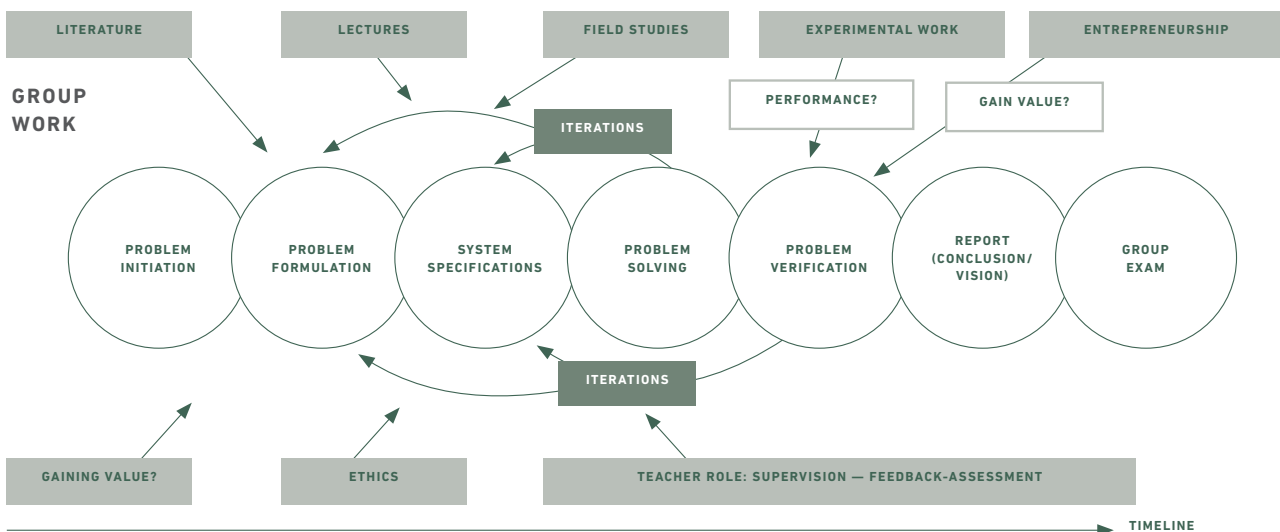 LITERATURE
LECTURES
FIELD STUDIES
EXPERIMENTAL WORK
ENTREPRENEURSHIP
GROUP
WORK
PERFORMANCE?
GAIN VALUE?
ITERATIONS
PROBLEM
INITIATION
PROBLEM
FORMULATION
SYSTEM
SPECIFICATIONS
PROBLEM
SOLVING
PROBLEM
VERIFICATION
REPORT
(CONCLUSION/
VISION)
GROUP
EXAM
ITERATIONS
GAINING VALUE?
ETHICS
TEACHER ROLE: SUPERVISION — FEEDBACK-ASSESSMENT
TIMELINE